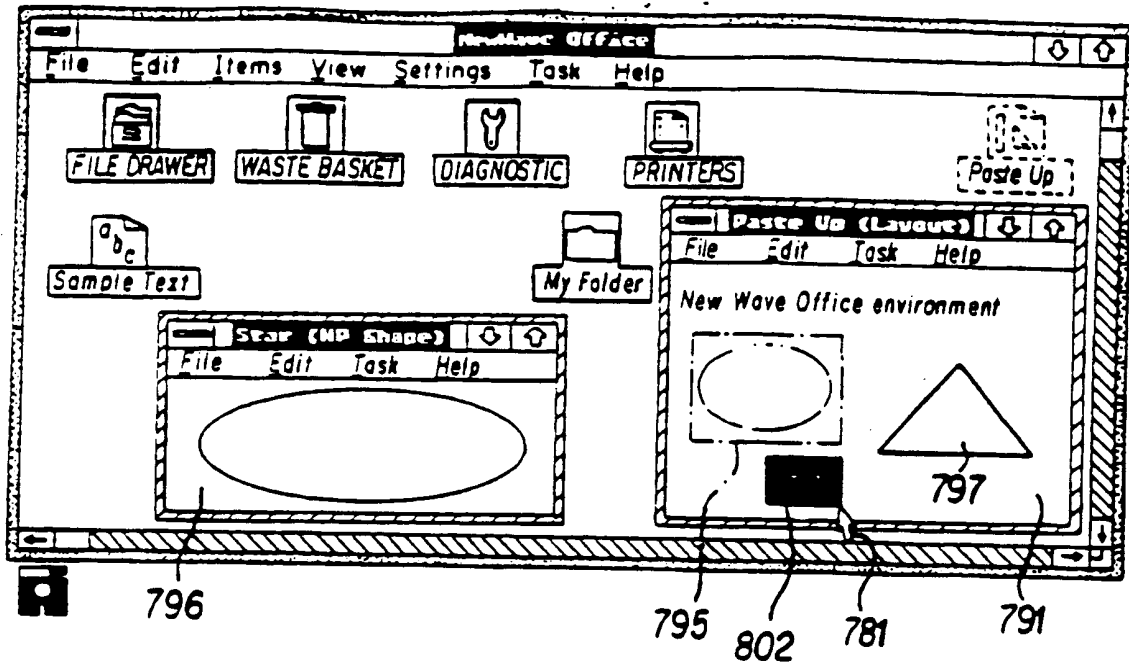 NewWave Office
File Edit Items View Settings Task Help
FILE DRAWER WASTE BASKET DIAGNOSTIC PRINTERS Paste Up
abc
Sample Text My Folder
Paste Up (Layout)
File Edit Task Help
New Wave Office environment
Star (HP Shape)
File Edit Task Help
797
796 795 802 781 791